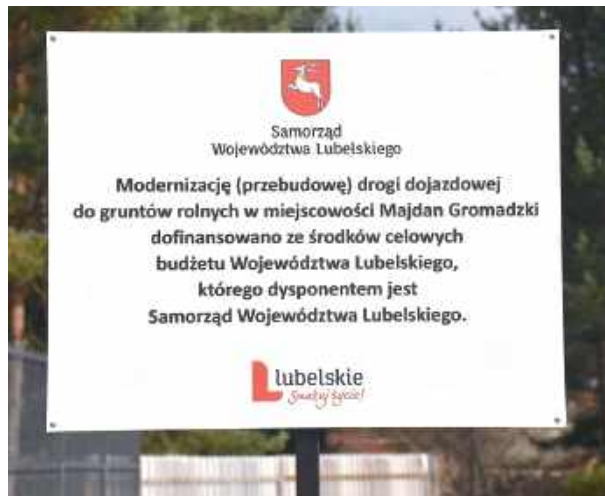 Samorząd
Województwa Lubelskiego
Modernizację (przebudowę) drogi dojazdowej
do gruntów rolnych w miejscowości Majdan Gromadzki
dofinansowano ze środków celowych
budżetu Województwa Lubelskiego,
którego dysponentem jest
Samorząd Województwa Lubelskiego.
lubelskie
Smakuj życie!